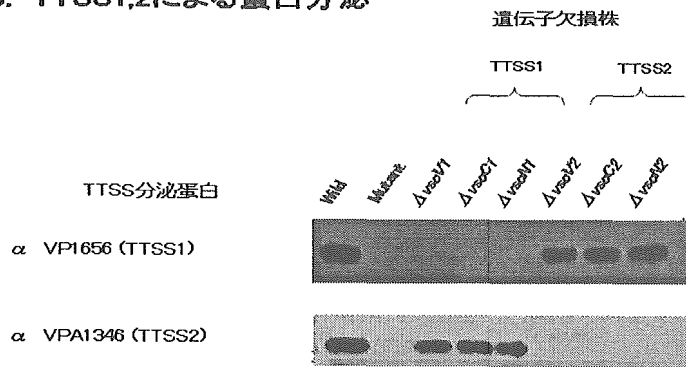 TTSS1,2による蛋白分泌
遺伝子欠損株
TTSS1 TTSS2
TTSS分泌蛋白
Wild Mutant ΔvscV1 ΔvscC1 ΔvscN1 ΔvscV2 ΔvscC2 ΔvscN2
α VP1656 (TTSS1)
α VPA1346 (TTSS2)